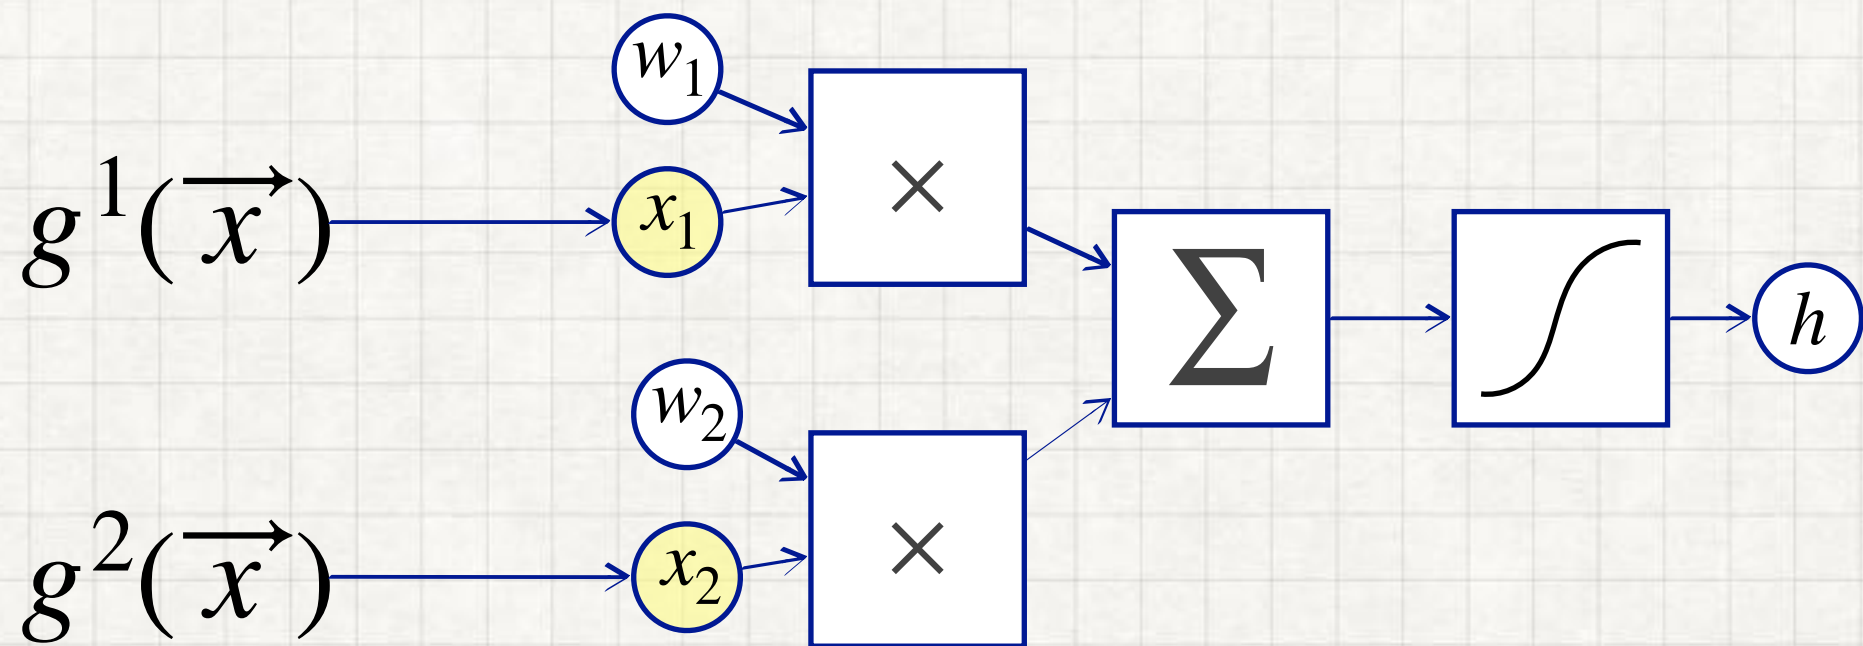 w₁
g¹(x⃗)
x₁
×
Σ
h
w₂
g²(x⃗)
x₂
×